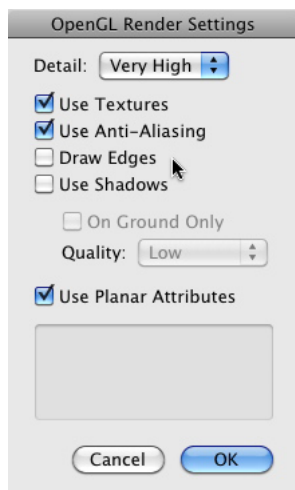 OpenGL Render Settings
Detail: Very High
Use Textures
Use Anti-Aliasing
Draw Edges
Use Shadows
On Ground Only
Quality: Low
Use Planar Attributes
Cancel OK